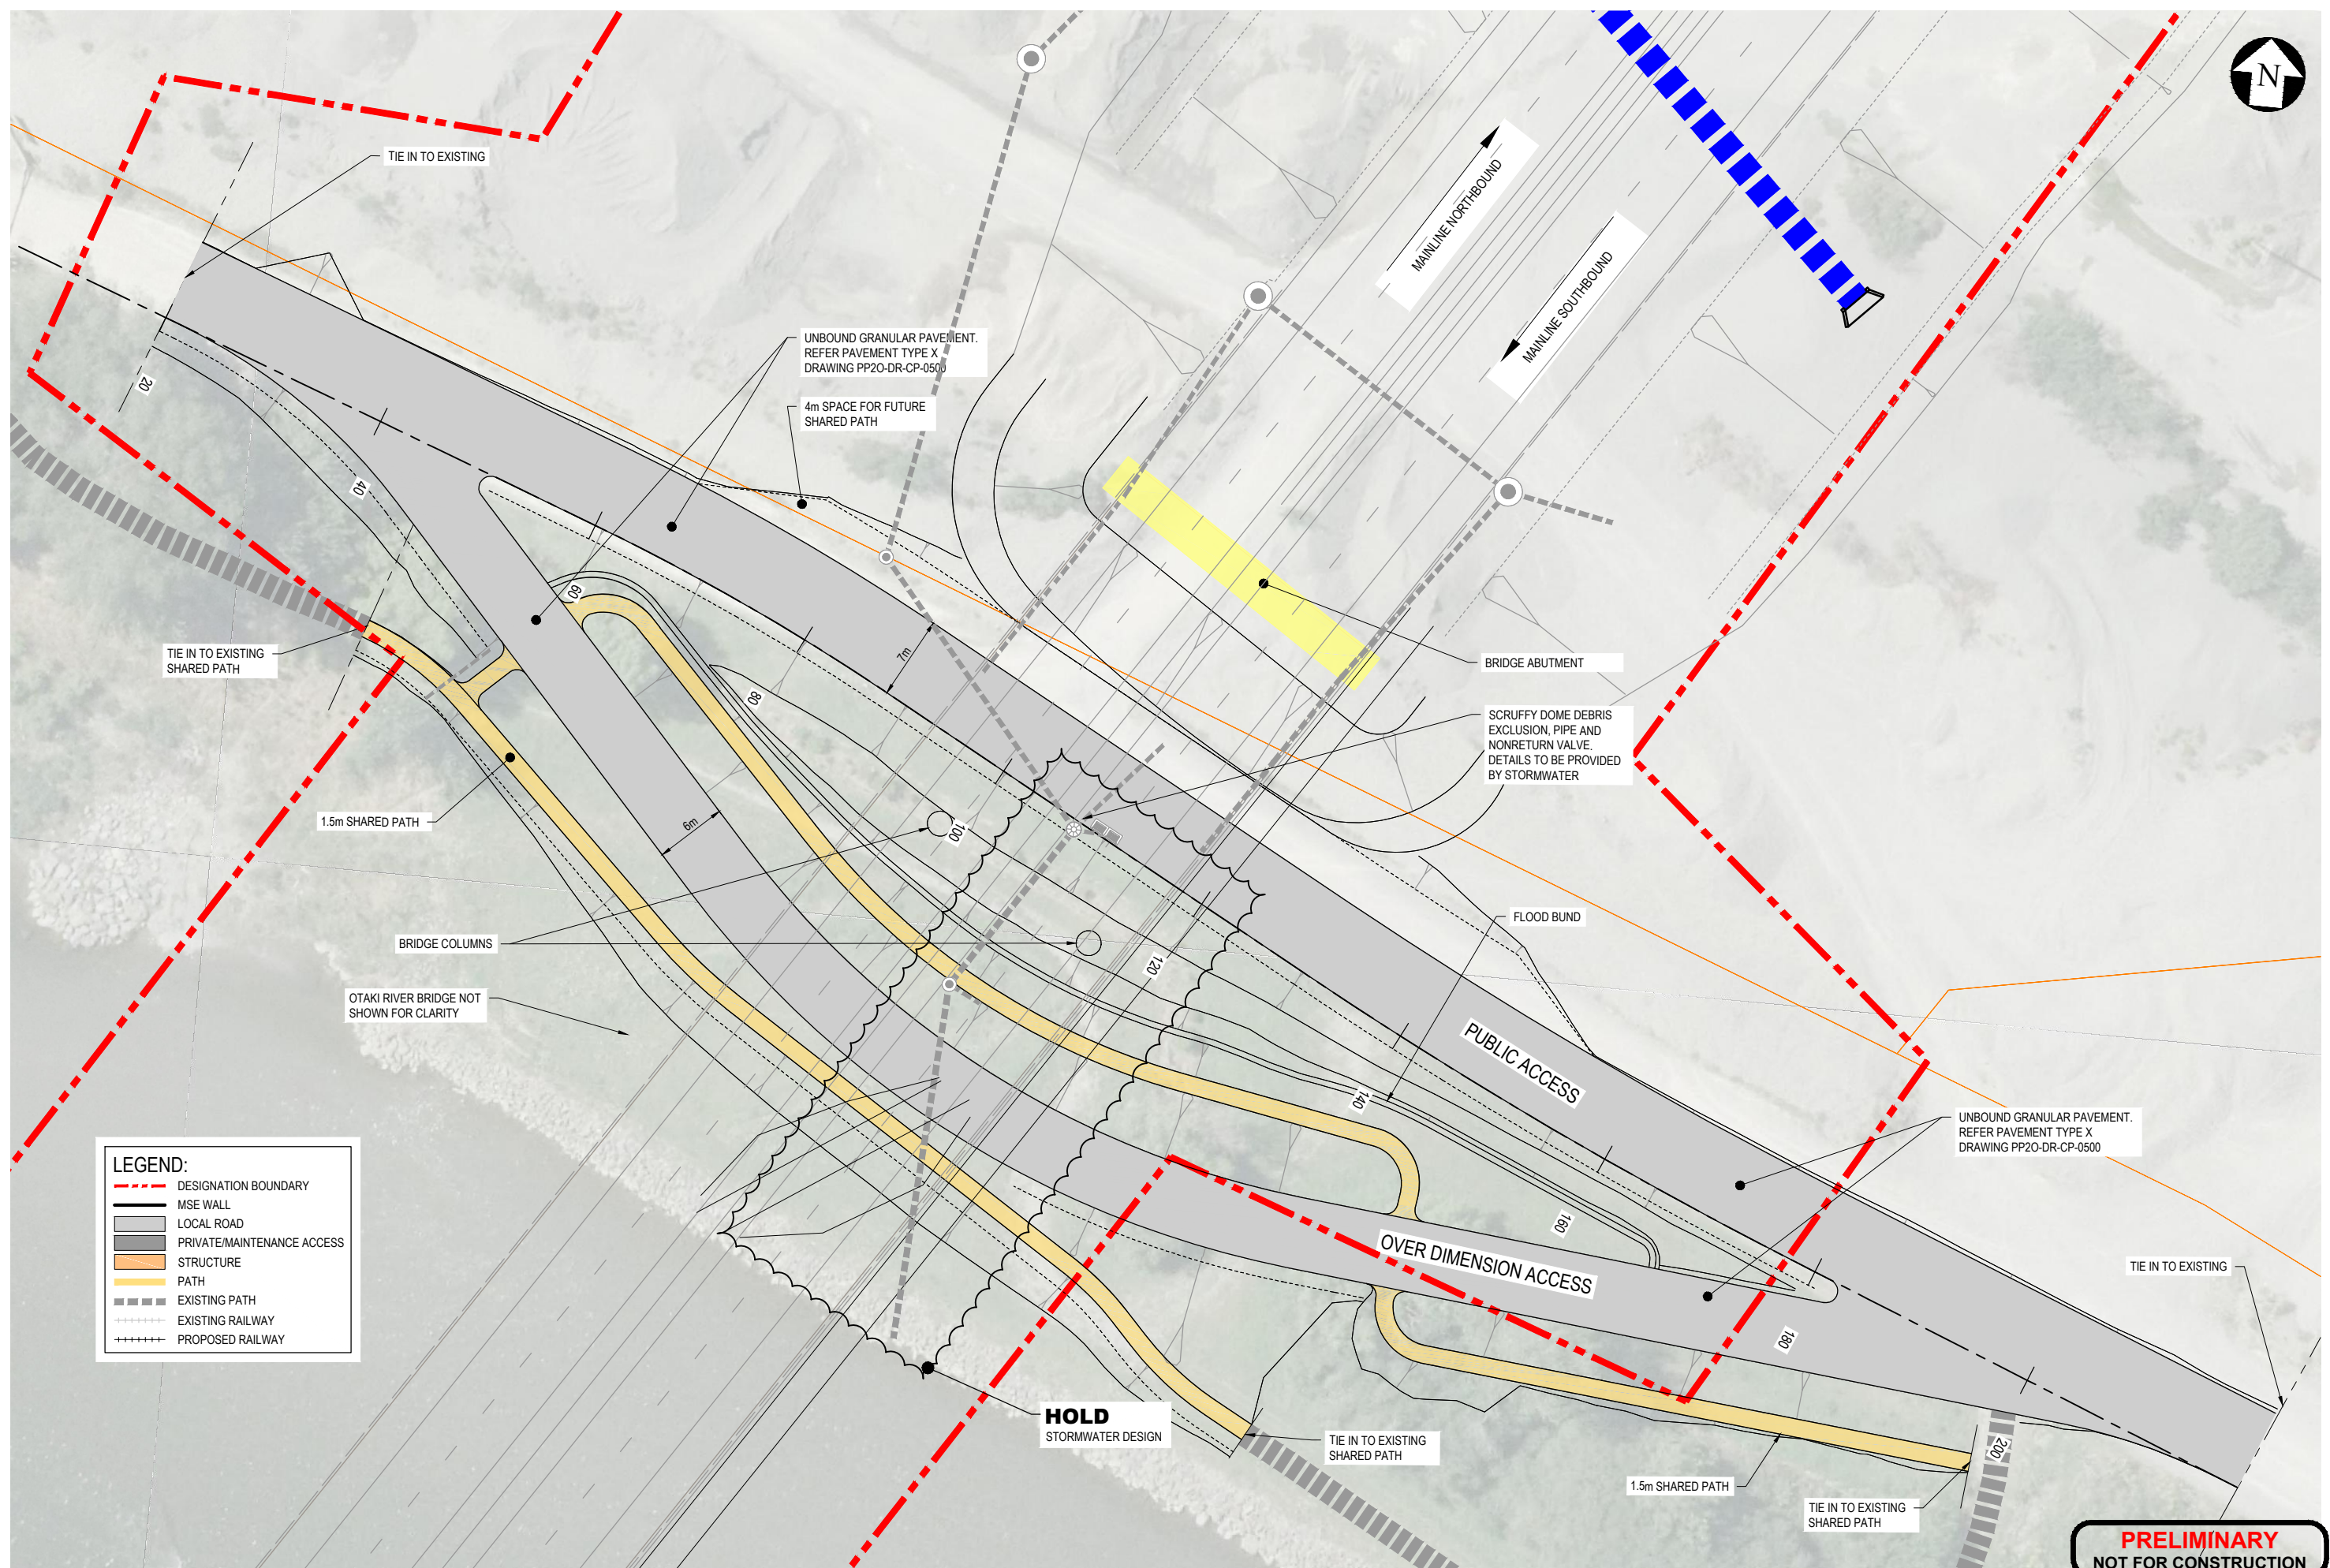 N
TIE IN TO EXISTING
MAINLINE NORTHBOUND
MAINLINE SOUTHBOUND
UNBOUND GRANULAR PAVEMENT.
REFER PAVEMENT TYPE X
DRAWING PP2O-DR-CP-0500
4m SPACE FOR FUTURE
SHARED PATH
20
40
60
80
100
120
140
160
180
200
7m
6m
TIE IN TO EXISTING
SHARED PATH
BRIDGE ABUTMENT
SCRUFFY DOME DEBRIS
EXCLUSION, PIPE AND
NONRETURN VALVE.
DETAILS TO BE PROVIDED
BY STORMWATER
1.5m SHARED PATH
FLOOD BUND
BRIDGE COLUMNS
OTAKI RIVER BRIDGE NOT
SHOWN FOR CLARITY
PUBLIC ACCESS
UNBOUND GRANULAR PAVEMENT.
REFER PAVEMENT TYPE X
DRAWING PP2O-DR-CP-0500
OVER DIMENSION ACCESS
TIE IN TO EXISTING
LEGEND:
DESIGNATION BOUNDARY
MSE WALL
LOCAL ROAD
PRIVATE/MAINTENANCE ACCESS
STRUCTURE
PATH
EXISTING PATH
EXISTING RAILWAY
PROPOSED RAILWAY
HOLD
STORMWATER DESIGN
TIE IN TO EXISTING
SHARED PATH
1.5m SHARED PATH
TIE IN TO EXISTING
SHARED PATH
PRELIMINARY
NOT FOR CONSTRUCTION